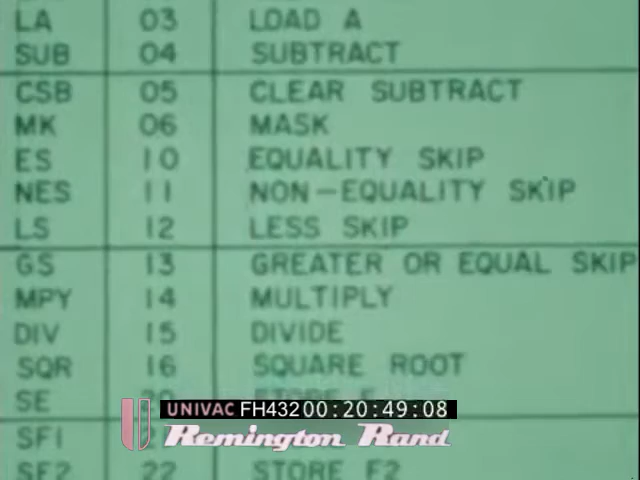 LA 03 LOAD A
SUB 04 SUBTRACT
CSB 05 CLEAR SUBTRACT
MK 06 MASK
ES 10 EQUALITY SKIP
NES 11 NON-EQUALITY SKIP
LS 12 LESS SKIP
GS 13 GREATER OR EQUAL SKIP
MPY 14 MULTIPLY
DIV 15 DIVIDE
SQR 16 SQUARE ROOT
SE 20 STORE
UNIVAC FH432 00:20:49:08
SF1
Remington Rand
SF2 22 STORE F2